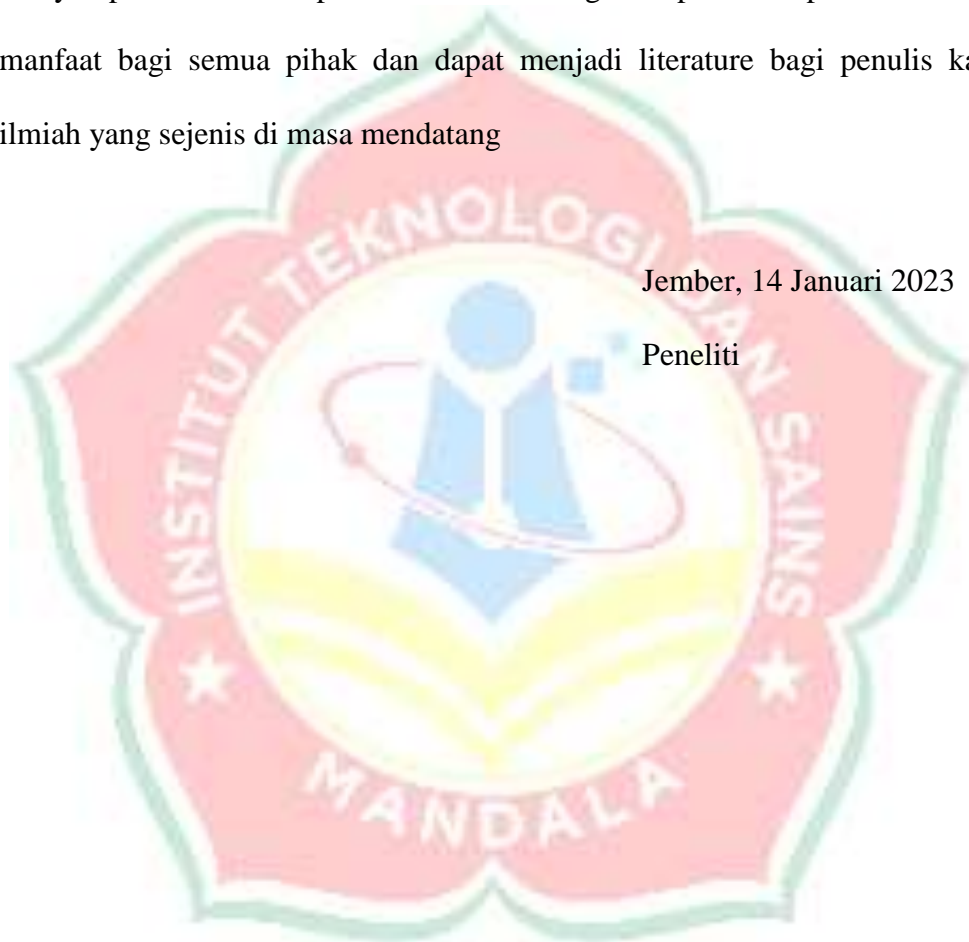 manfaat bagi semua pihak dan dapat menjadi literature bagi penulis
ilmiah yang sejenis di masa mendatang
Jember, 14 Januari 2023
Peneliti
INSTITUT TEKNOLOGI DAN SAINS
MANDALA